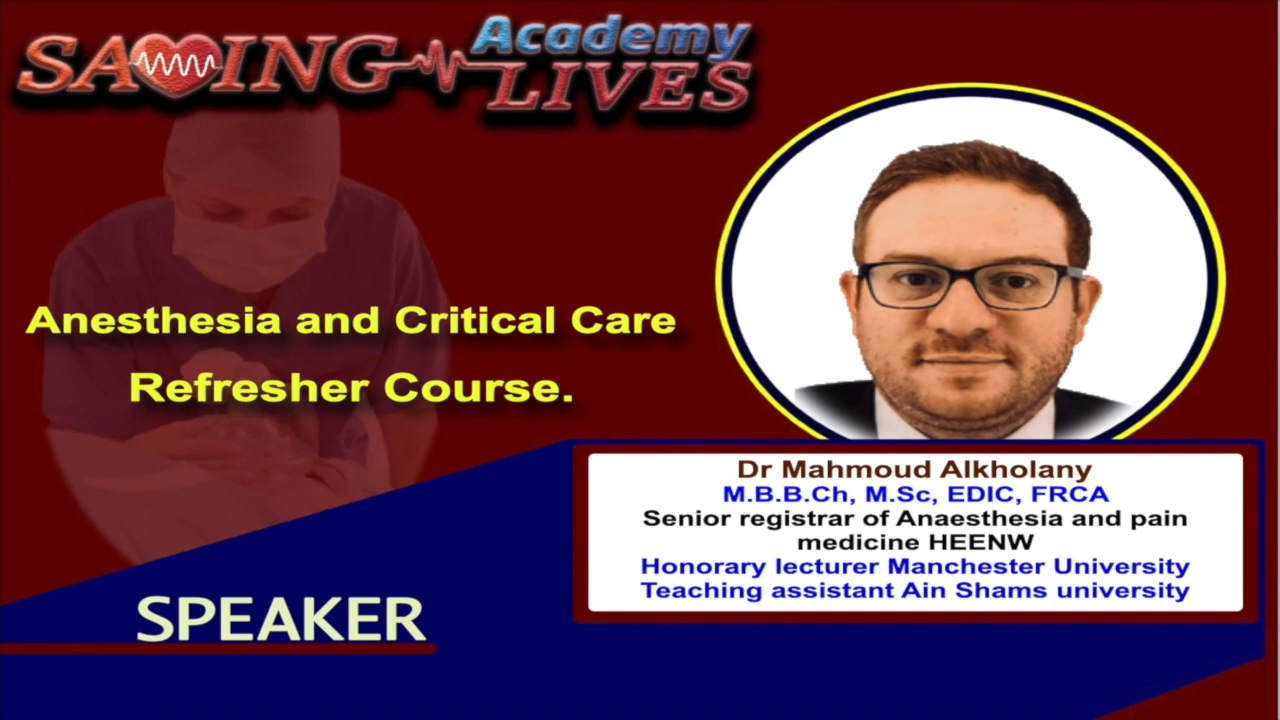 SAVING Academy
LIVES
Anesthesia and Critical Care
Refresher Course.
Dr Mahmoud Alkholany
M.B.B.Ch, M.Sc, EDIC, FRCA
Senior registrar of Anaesthesia and pain
medicine HEENW
Honorary lecturer Manchester University
Teaching assistant Ain Shams university
SPEAKER